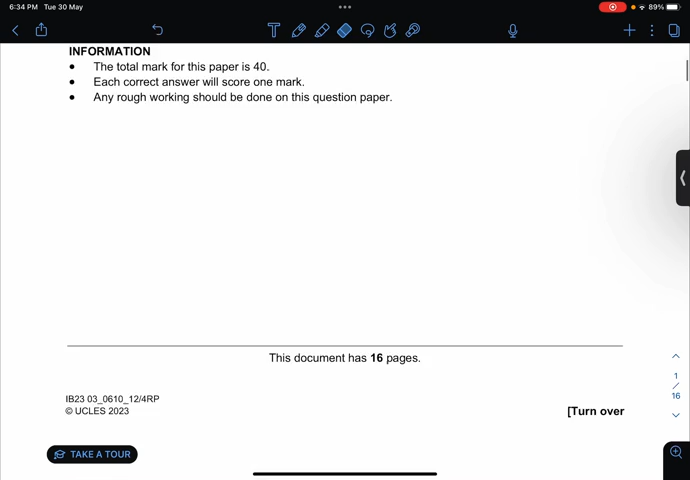 6:34 PM Tue 30 May
89%
INFORMATION
• The total mark for this paper is 40.
• Each correct answer will score one mark.
• Any rough working should be done on this question paper.
This document has 16 pages.
1
/
16
IB23 03_0610_12/4RP
© UCLES 2023
[Turn over
TAKE A TOUR